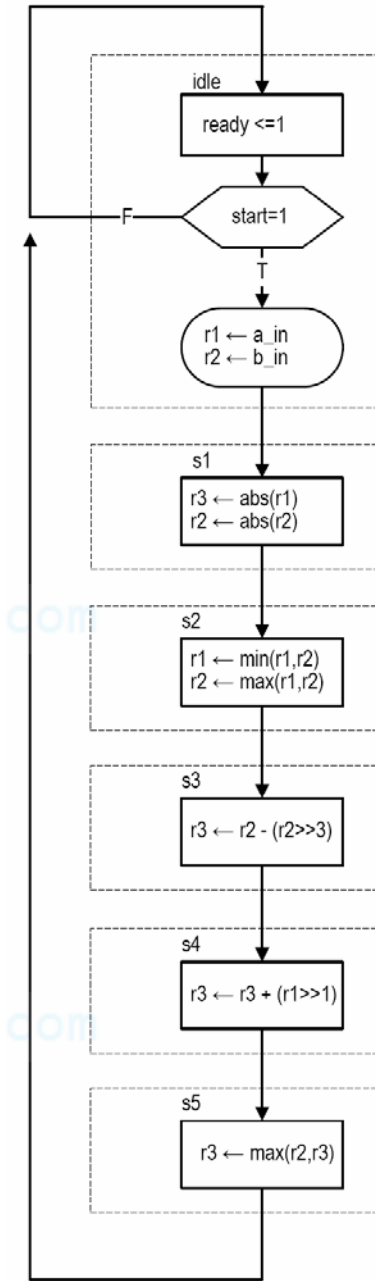 idle
ready <=1
F
start=1
T
r1 ← a_in
r2 ← b_in
s1
r3 ← abs(r1)
r2 ← abs(r2)
com
s2
r1 ← min(r1,r2)
r2 ← max(r1,r2)
s3
r3 ← r2 - (r2>>3)
s4
r3 ← r3 + (r1>>1)
com
s5
r3 ← max(r2,r3)